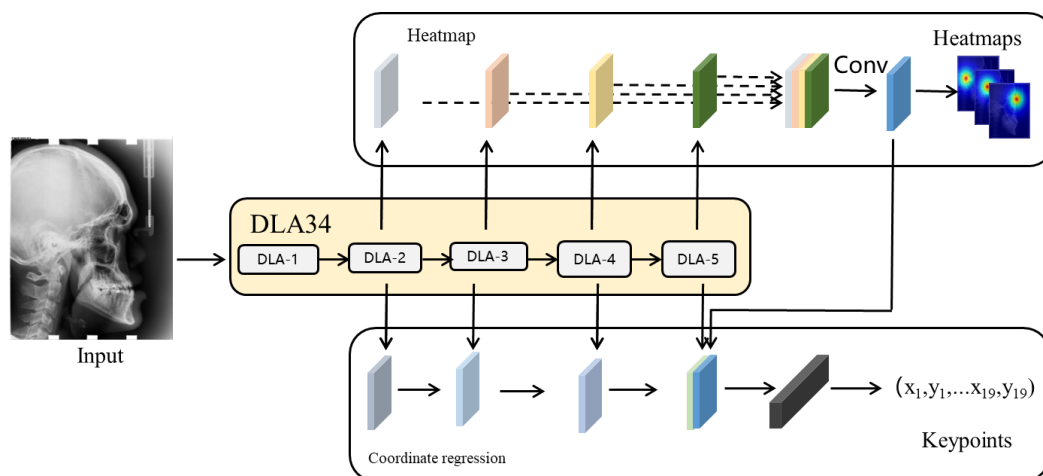 Heatmap
Heatmaps
Conv
DLA34
DLA-1
DLA-2
DLA-3
DLA-4
DLA-5
Input
(x1,y1,...x19,y19)
Keypoints
Coordinate regression